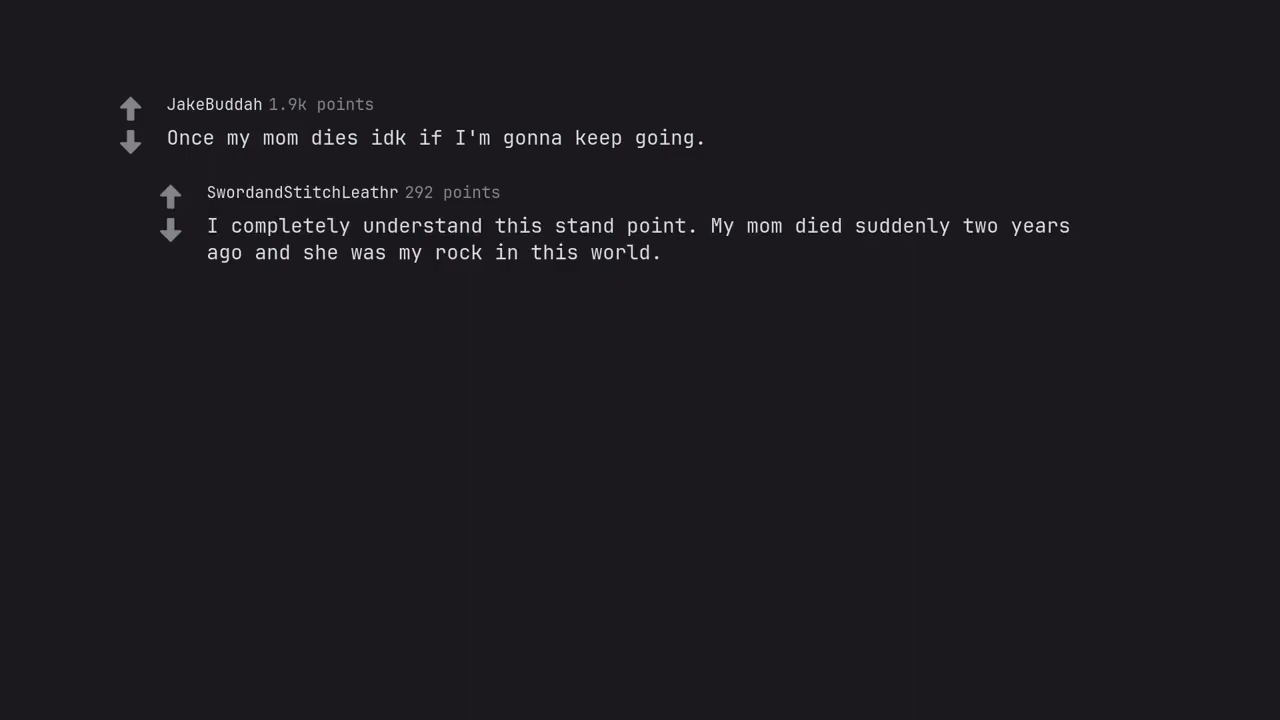 JakeBuddah 1.9k points
Once my mom dies idk if I'm gonna keep going.
SwordandStitchLeathr 292 points
I completely understand this stand point. My mom died suddenly two years
ago and she was my rock in this world.